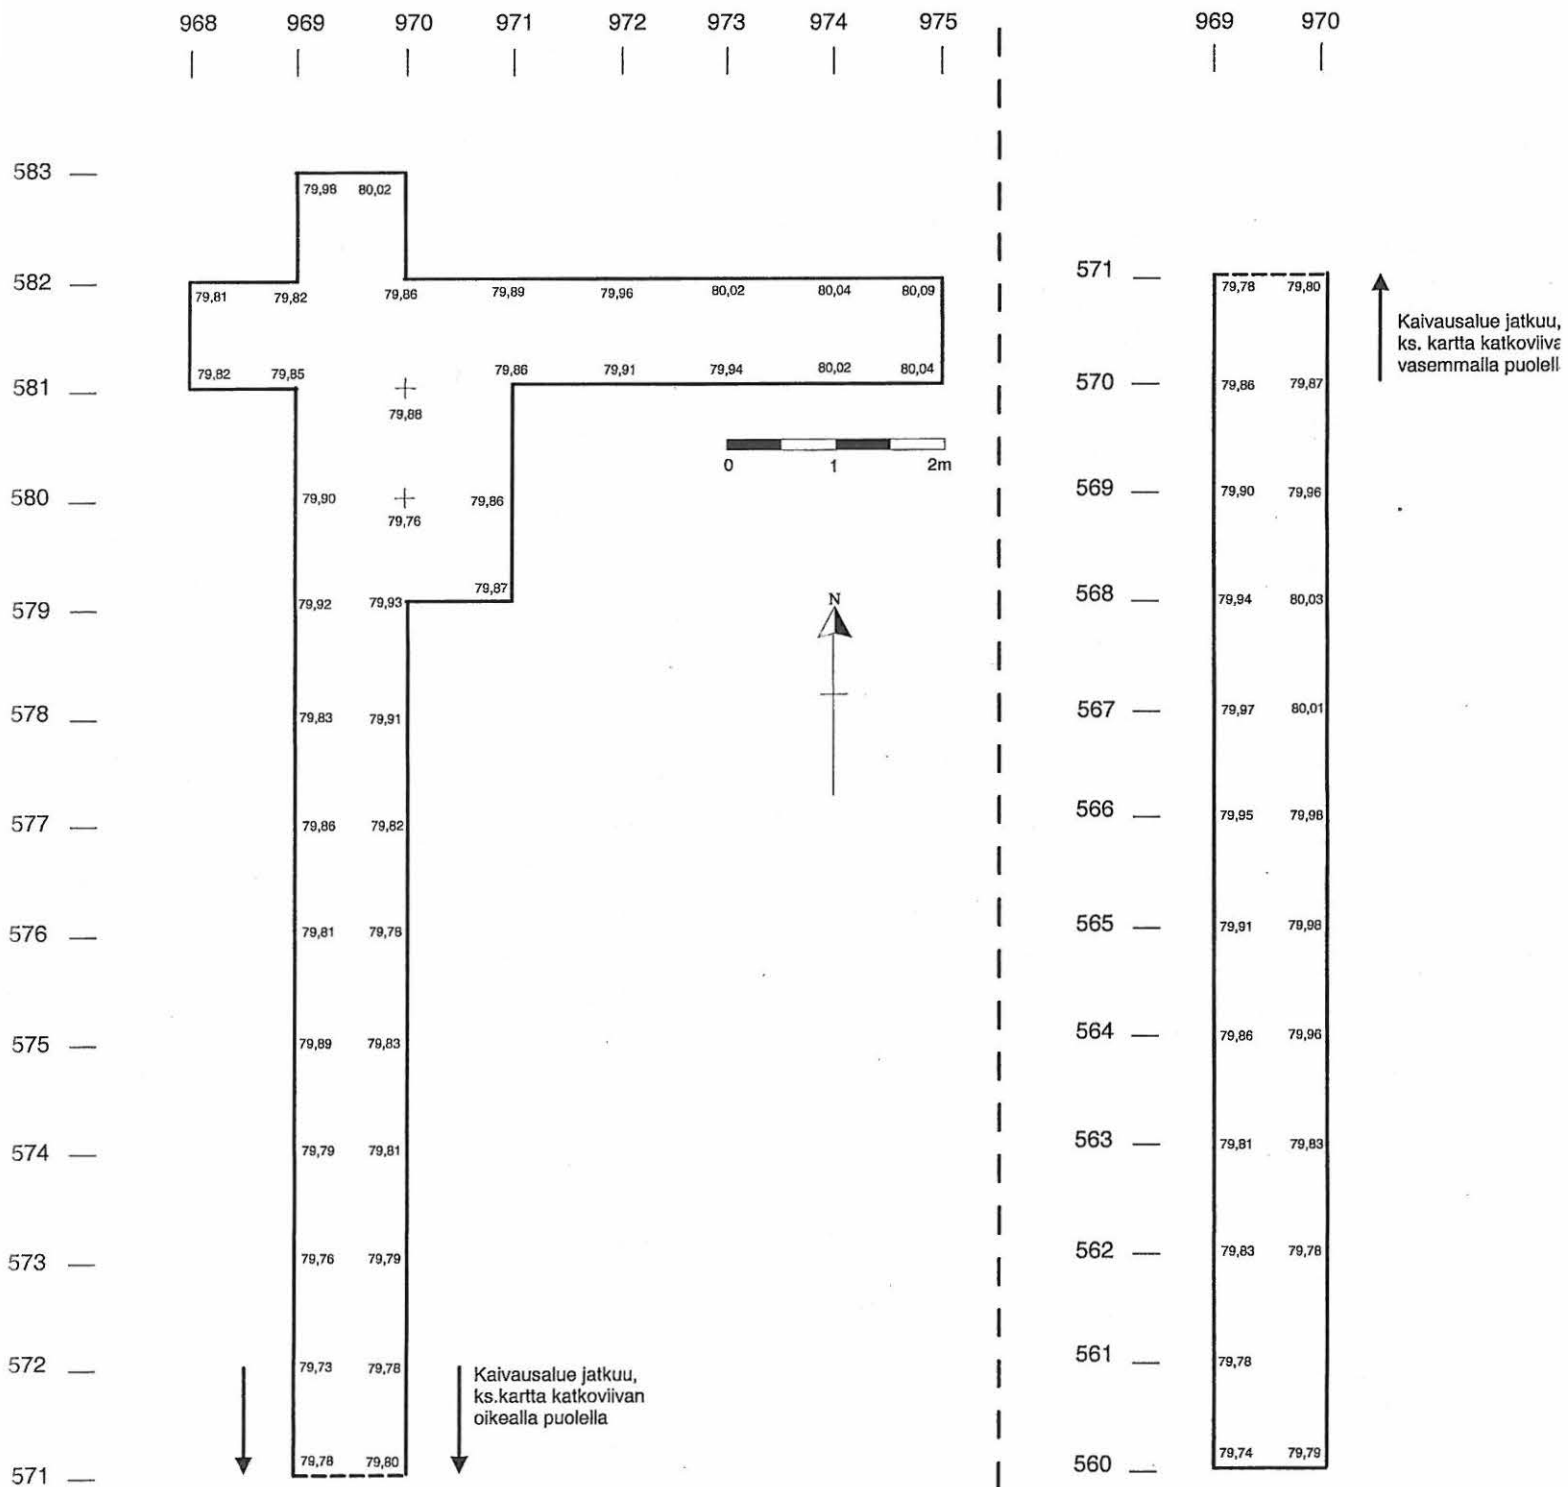 968 969 970 971 972 973 974 975
583
79,98 80,02
582
79,81 79,82 79,86 79,89 79,96 80,02 80,04 80,09
79,82 79,85 79,86 79,91 79,94 80,02 80,04
581
79,88
0 1 2m
580 79,90 79,86
79,76
79,87
579 79,92 79,93
N
578 79,83 79,91
577 79,86 79,82
576 79,81 79,78
575 79,89 79,83
574 79,79 79,81
573 79,76 79,79
572 79,73 79,78
Kaivausalue jatkuu,
ks.kartta katkoviivan
oikealla puolella
79,78 79,80
571
969 970
571
79,78 79,80
Kaivausalue jatkuu,
ks. kartta katkoviiva
vasemmalla puolell
570 79,86 79,87
569 79,90 79,96
568 79,94 80,03
567 79,97 80,01
566 79,95 79,98
565 79,91 79,98
564 79,86 79,96
563 79,81 79,83
562 79,83 79,78
561 79,78
79,74 79,79
560